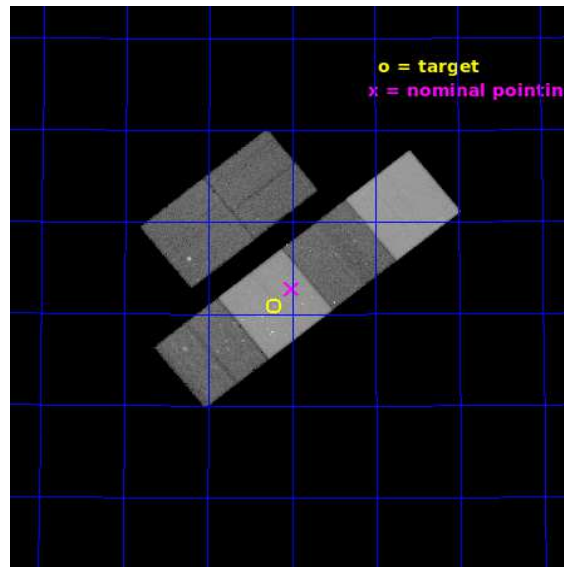 o = target
x = nominal pointin